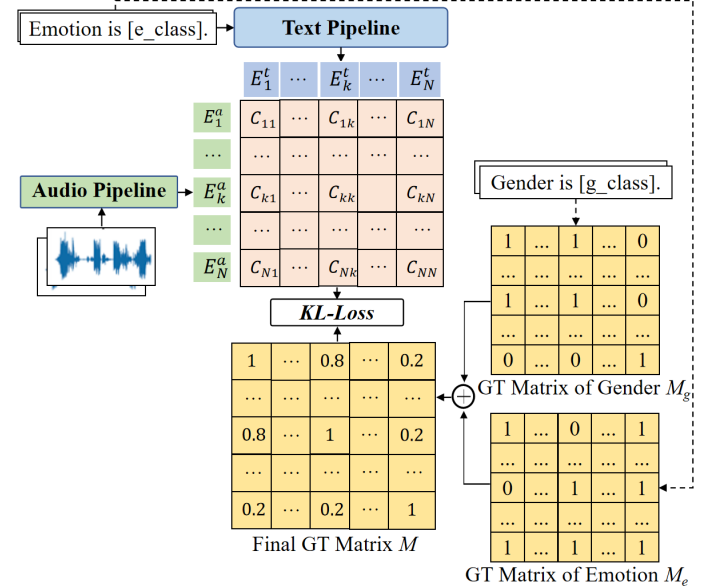 Emotion is [e_class].
Text Pipeline
E_1^t ... E_k^t ... E_N^t
E_1^a C_11 ... C_1k ... C_1N
... ... ... ... ... ...
Audio Pipeline
E_k^a C_k1 ... C_kk ... C_kN
... ... ... ... ... ...
E_N^a C_N1 ... C_Nk ... C_NN
KL-Loss
1 ... 0.8 ... 0.2
... ... ... ... ...
0.8 ... 1 ... 0.2
... ... ... ... ...
0.2 ... 0.2 ... 1
Final GT Matrix M
Gender is [g_class].
1 ... 1 ... 0
... ... ... ... ...
1 ... 1 ... 0
... ... ... ... ...
0 ... 0 ... 1
GT Matrix of Gender M_g
1 ... 0 ... 1
... ... ... ... ...
0 ... 1 ... 1
... ... ... ... ...
1 ... 1 ... 1
GT Matrix of Emotion M_e